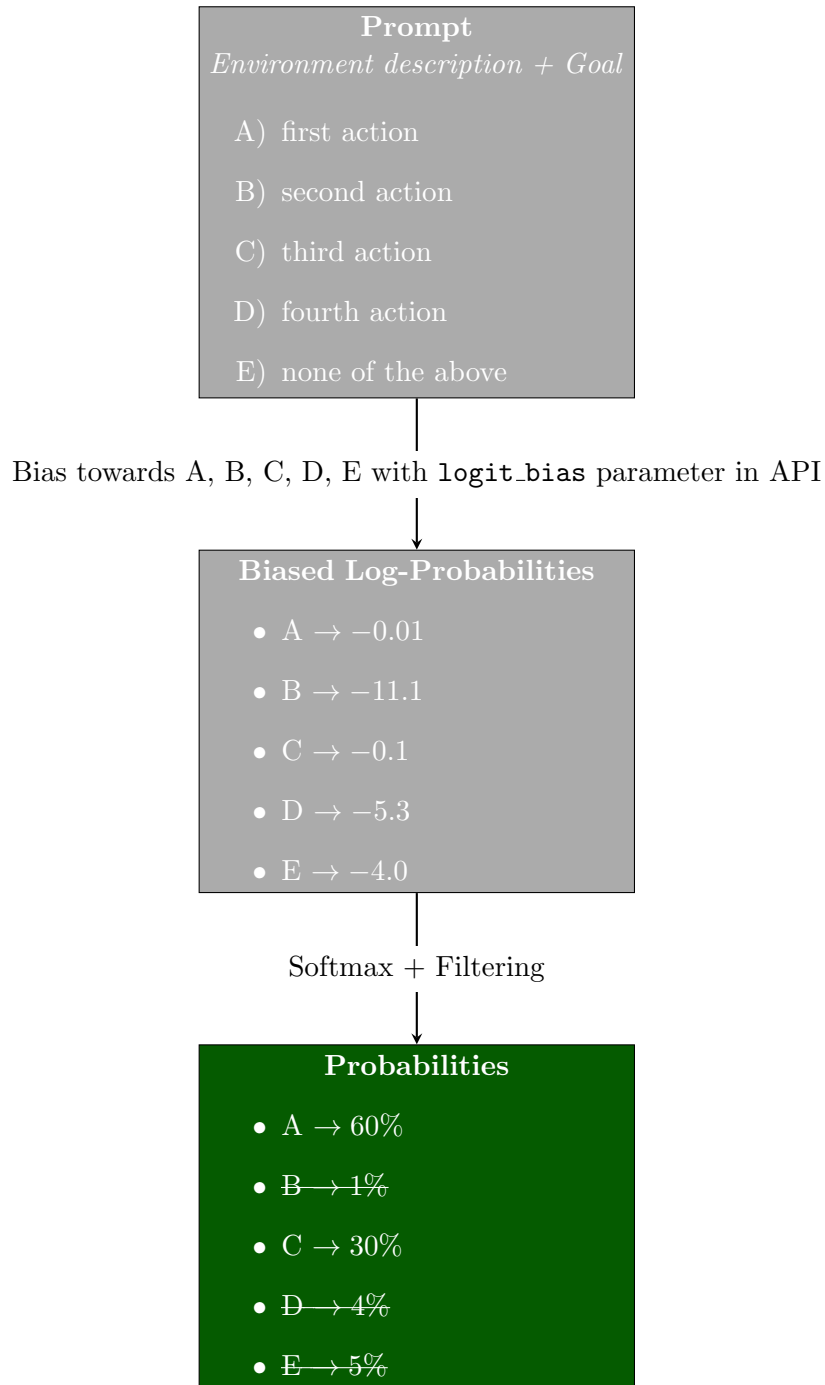 Prompt
Environment description + Goal
A) first action
B) second action
C) third action
D) fourth action
E) none of the above
Bias towards A, B, C, D, E with logit_bias parameter in API
Biased Log-Probabilities
• A → −0.01
• B → −11.1
• C → −0.1
• D → −5.3
• E → −4.0
Softmax + Filtering
Probabilities
• A → 60%
• B → 1%
• C → 30%
• D → 4%
• E → 5%